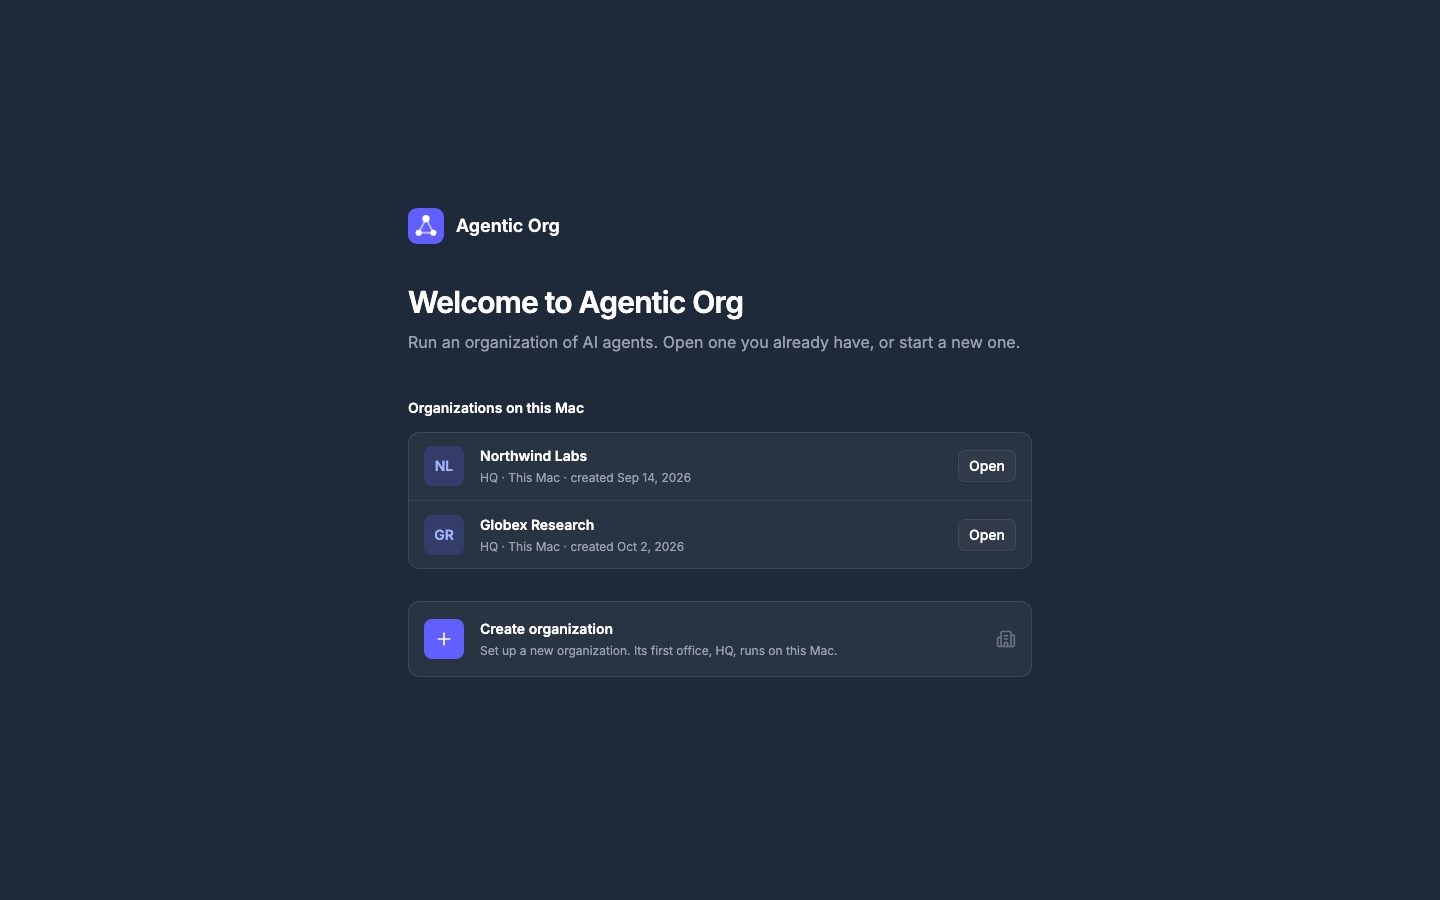 Agentic Org
Welcome to Agentic Org
Run an organization of AI agents. Open one you already have, or start a new one.
Organizations on this Mac
NL
Northwind Labs
HQ · This Mac · created Sep 14, 2026
Open
GR
Globex Research
HQ · This Mac · created Oct 2, 2026
Open
Create organization
Set up a new organization. Its first office, HQ, runs on this Mac.